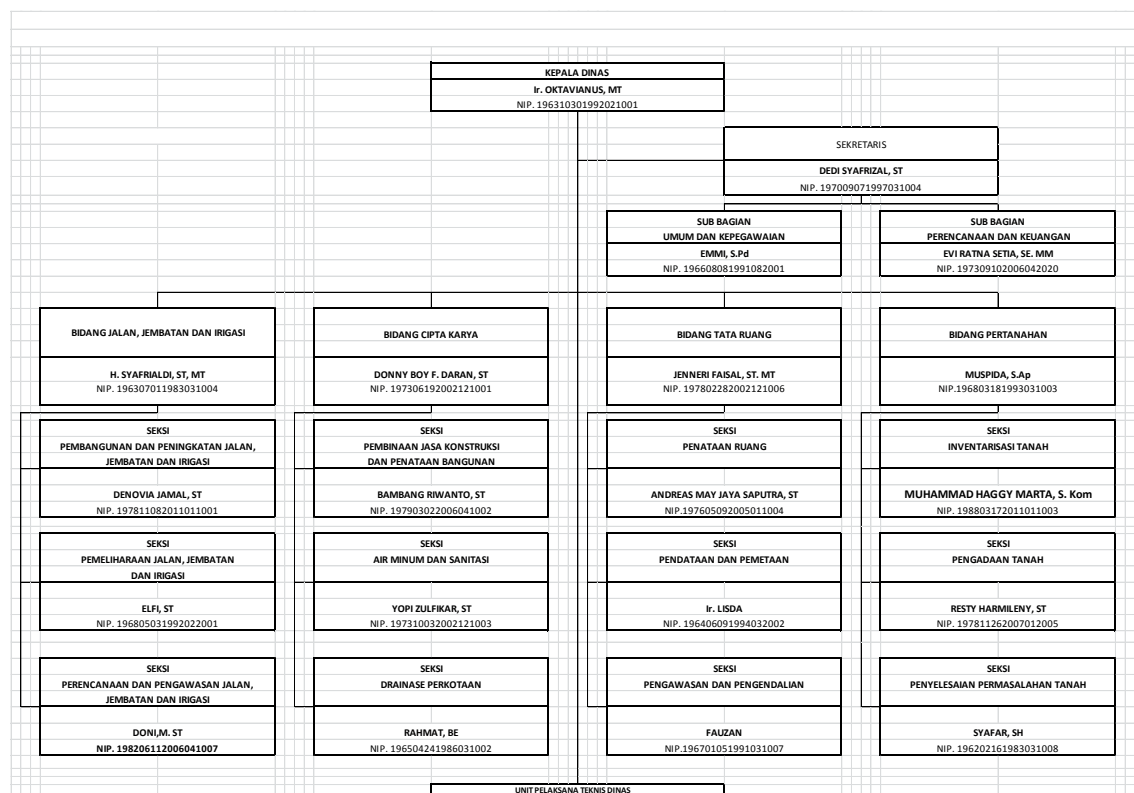 KEPALA DINAS
Ir. OKTAVIANUS, MT
NIP. 196310301992021001
SEKRETARIS
DEDI SYAFRIZAL, ST
NIP. 197009071997031004
SUB BAGIAN
UMUM DAN KEPEGAWAIAN
EMMI, S.Pd
NIP. 196608081991082001
SUB BAGIAN
PERENCANAAN DAN KEUANGAN
EVI RATNA SETIA, SE. MM
NIP. 197309102006042020
BIDANG JALAN, JEMBATAN DAN IRIGASI
H. SYAFRIALDI, ST, MT
NIP. 196307011983031004
BIDANG CIPTA KARYA
DONNY BOY F. DARAN, ST
NIP. 197306192002121001
BIDANG TATA RUANG
JENNERI FAISAL, ST. MT
NIP. 197802282002121006
BIDANG PERTANAHAN
MUSPIDA, S.Ap
NIP.196803181993031003
SEKSI
PEMBANGUNAN DAN PENINGKATAN JALAN,
JEMBATAN DAN IRIGASI
DENOVIA JAMAL, ST
NIP. 197811082011011001
SEKSI
PEMBINAAN JASA KONSTRUKSI
DAN PENATAAN BANGUNAN
BAMBANG RIWANTO, ST
NIP. 197903022006041002
SEKSI
PENATAAN RUANG
ANDREAS MAY JAYA SAPUTRA, ST
NIP.197605092005011004
SEKSI
INVENTARISASI TANAH
MUHAMMAD HAGGY MARTA, S. Kom
NIP. 198803172011011003
SEKSI
PEMELIHARAAN JALAN, JEMBATAN
DAN IRIGASI
ELFI, ST
NIP. 196805031992022001
SEKSI
AIR MINUM DAN SANITASI
YOPI ZULFIKAR, ST
NIP. 197310032002121003
SEKSI
PENDATAAN DAN PEMETAAN
Ir. LISDA
NIP. 196406091994032002
SEKSI
PENGADAAN TANAH
RESTY HARMILENY, ST
NIP. 197811262007012005
SEKSI
PERENCANAAN DAN PENGAWASAN JALAN,
JEMBATAN DAN IRIGASI
DONI,M. ST
NIP. 198206112006041007
SEKSI
DRAINASE PERKOTAAN
RAHMAT, BE
NIP. 196504241986031002
SEKSI
PENGAWASAN DAN PENGENDALIAN
FAUZAN
NIP.196701051991031007
SEKSI
PENYELESAIAN PERMASALAHAN TANAH
SYAFAR, SH
NIP. 196202161983031008
UNIT PELAKSANA TEKNIS DINAS